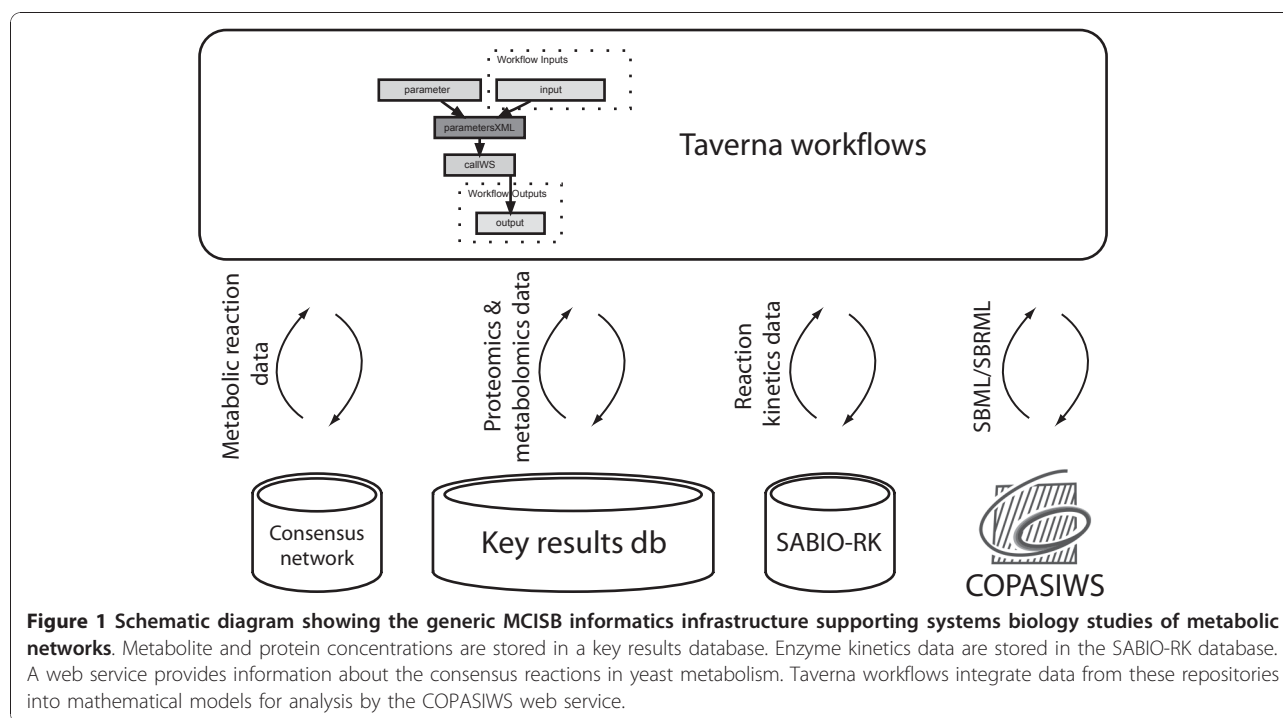 Workflow Inputs
parameter
input
parametersXML
callWS
Workflow Outputs
output
Taverna workflows
Metabolic reaction
data
Proteomics &
metabolomics data
Reaction
kinetics data
SBML/SBRML
Consensus
network
Key results db
SABIO-RK
COPASIWS
Figure 1 Schematic diagram showing the generic MCISB informatics infrastructure supporting systems biology studies of metabolic
networks. Metabolite and protein concentrations are stored in a key results database. Enzyme kinetics data are stored in the SABIO-RK database.
A web service provides information about the consensus reactions in yeast metabolism. Taverna workflows integrate data from these repositories
into mathematical models for analysis by the COPASIWS web service.